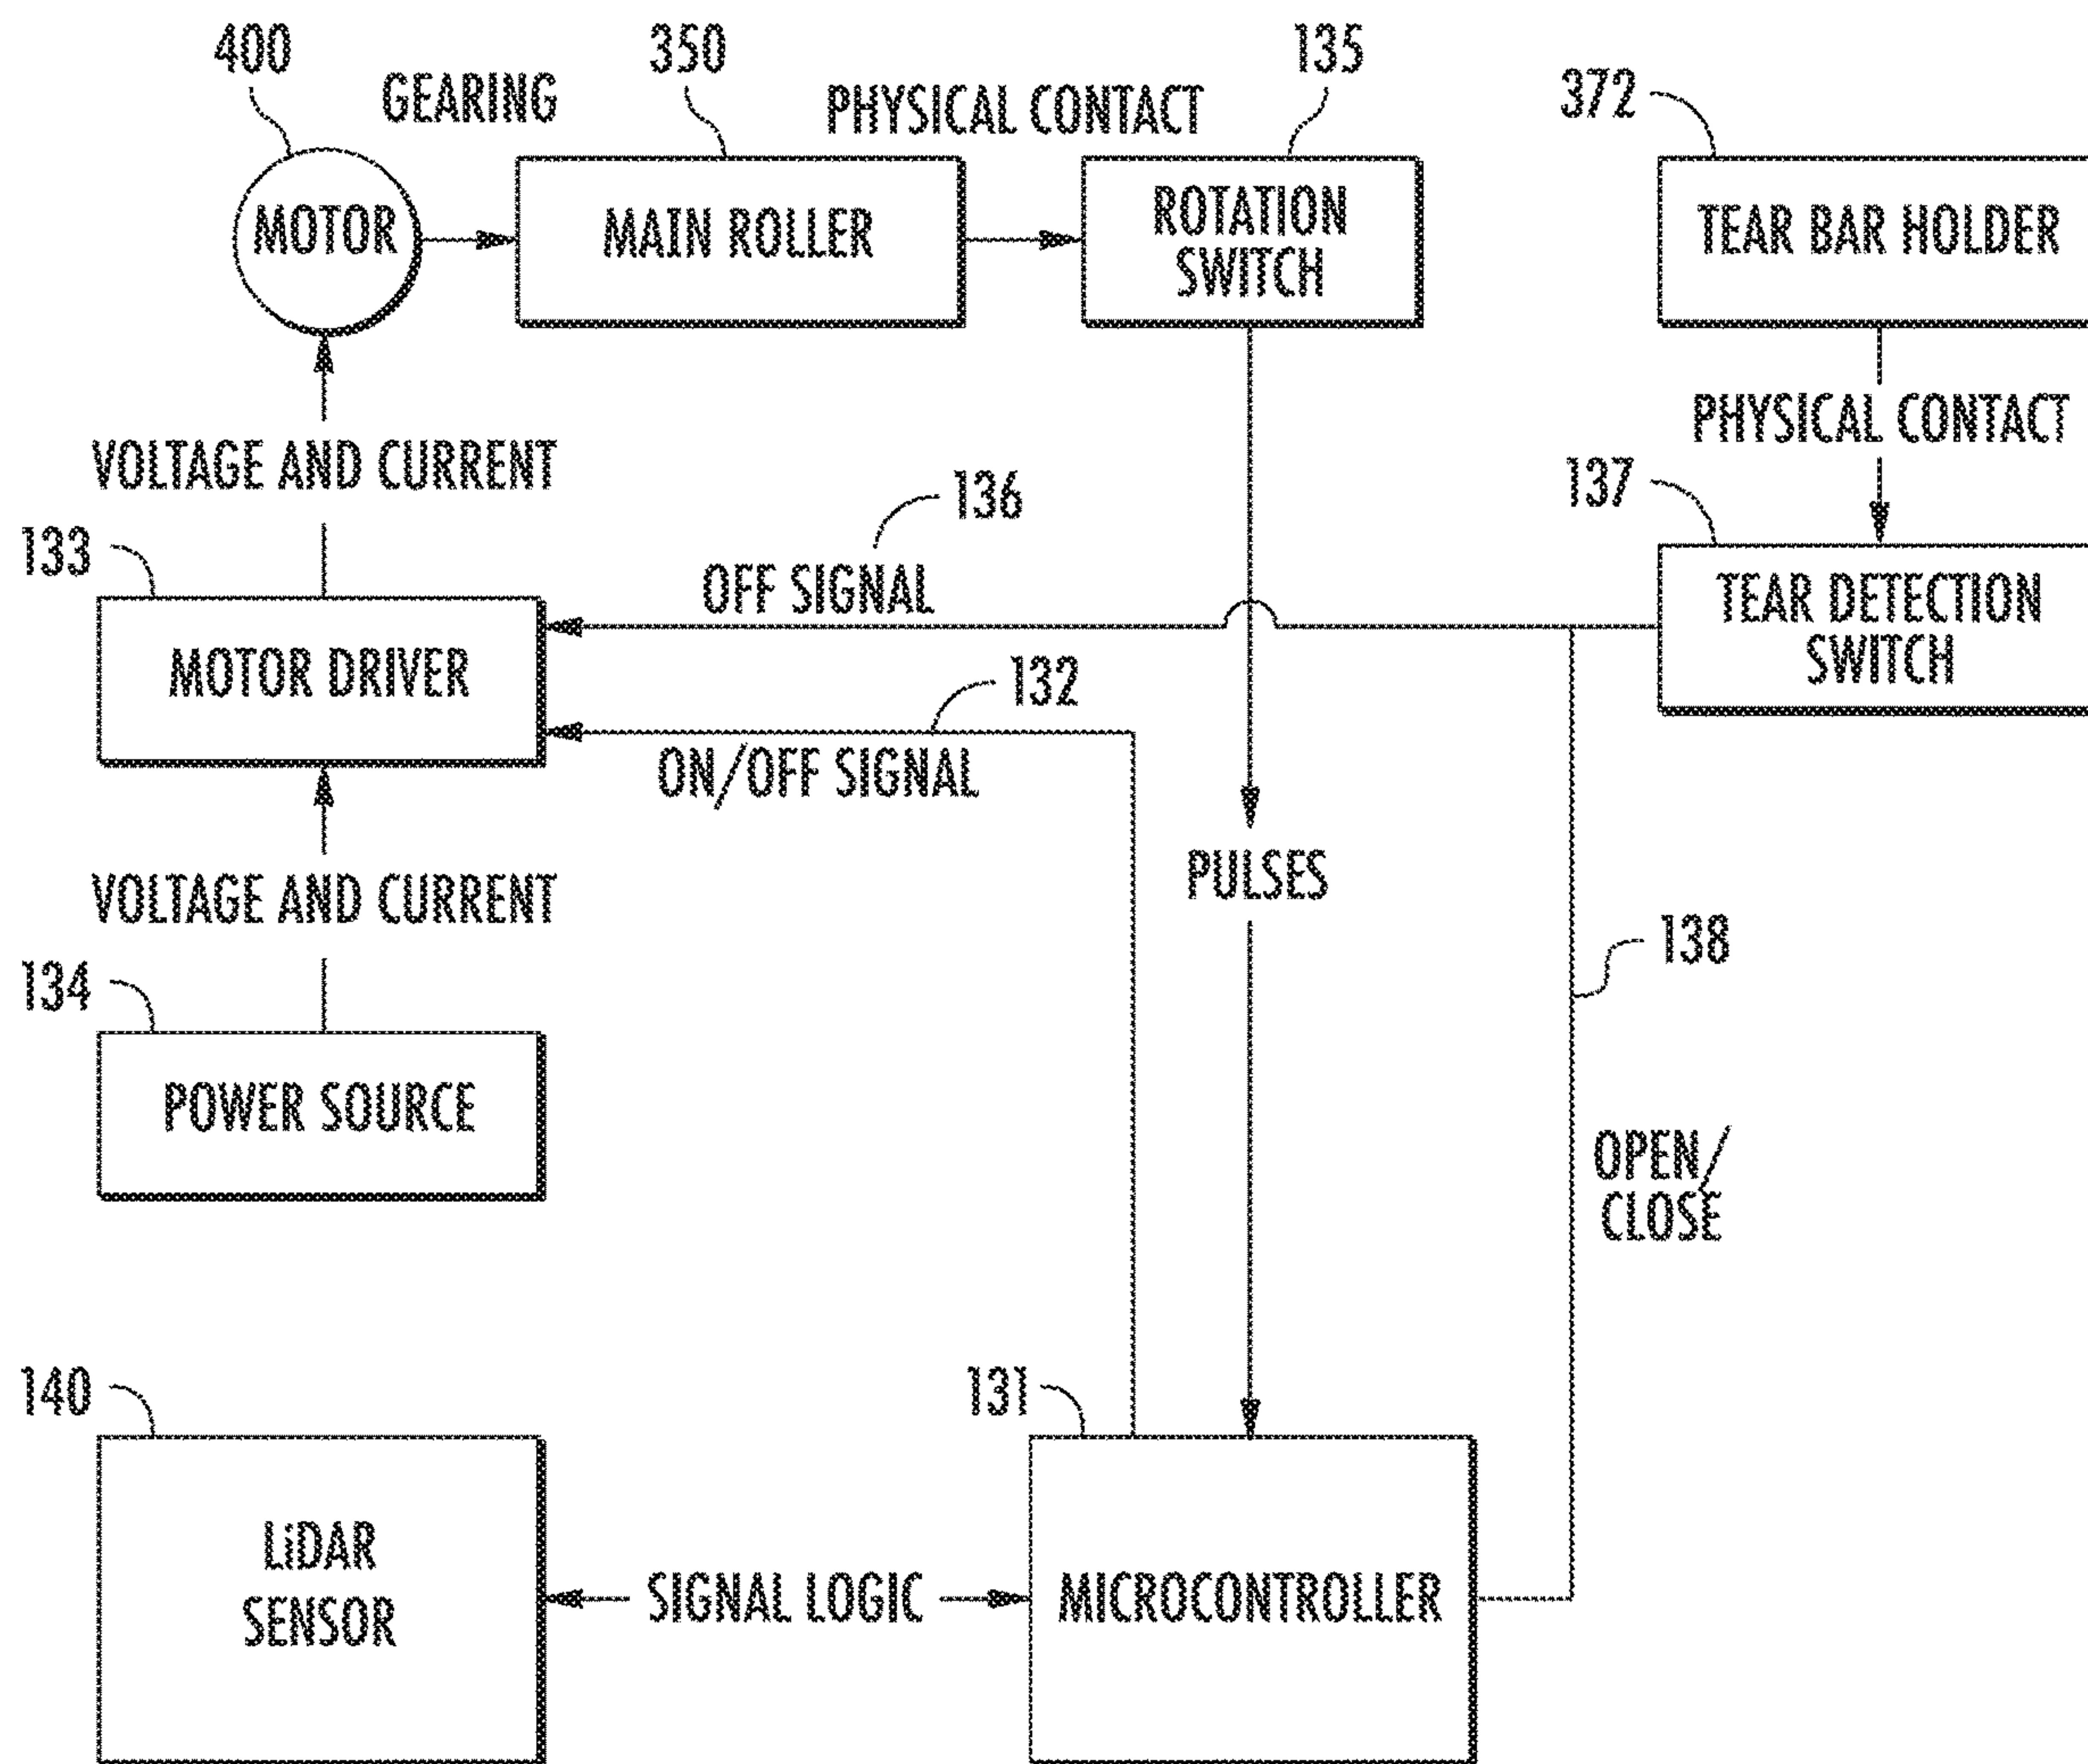 400
GEARING
350
PHYSICAL CONTACT
135
372
MOTOR
MAIN ROLLER
ROTATION
SWITCH
TEAR BAR HOLDER
PHYSICAL CONTACT
VOLTAGE AND CURRENT
136
137
133
OFF SIGNAL
TEAR DETECTION
SWITCH
MOTOR DRIVER
132
ON/OFF SIGNAL
PULSES
VOLTAGE AND CURRENT
138
134
POWER SOURCE
OPEN/
CLOSE
140
131
LiDAR
SENSOR
SIGNAL LOGIC
MICROCONTROLLER